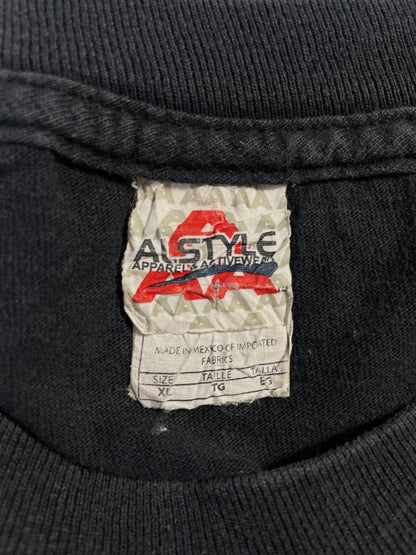 ALSTYLE
APPAREL & ACTIVEWEAR
MADE IN MEXICO OF IMPORTED
FABRICS
SIZE TAILLE TALLA
XL TG EG